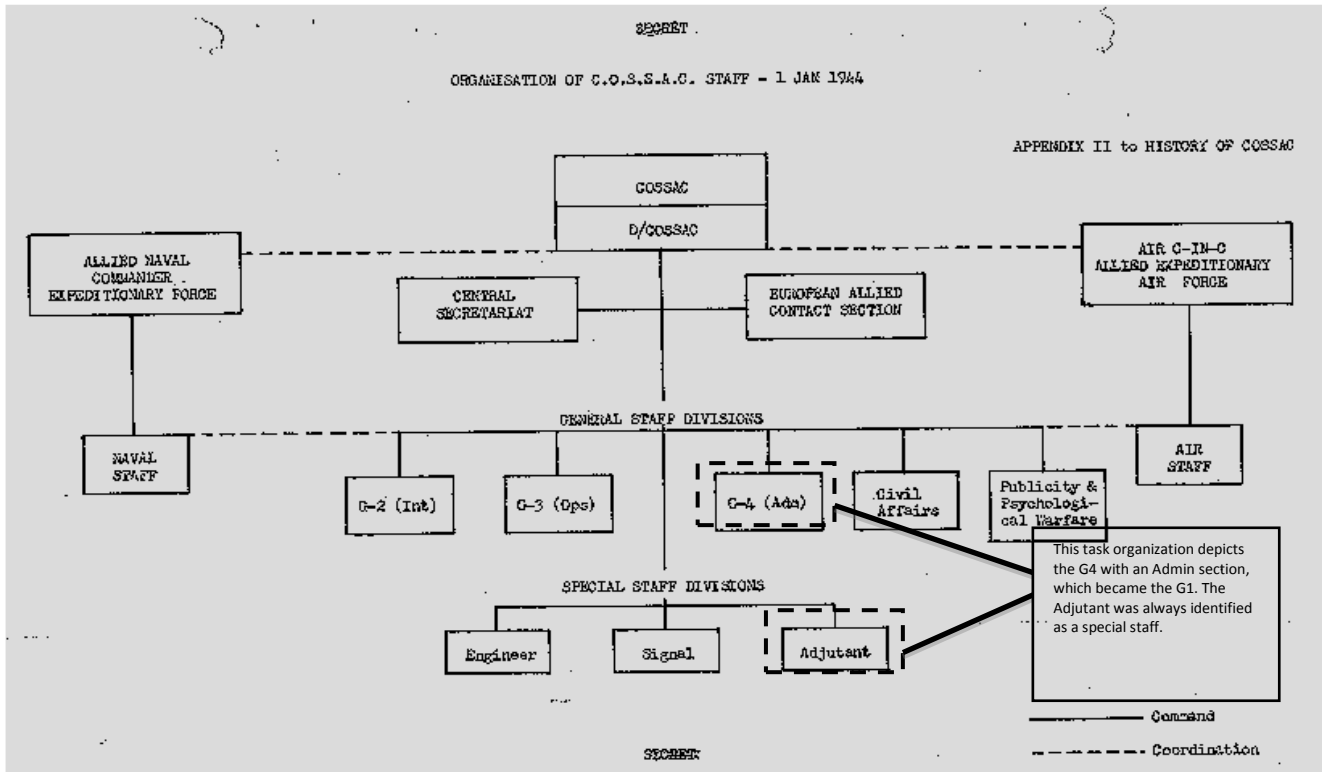 SECRET
ORGANISATION OF C.O.S.S.A.C. STAFF - 1 JAN 1944
APPENDIX II to HISTORY OF COSSAC
COSSAC
D/COSSAC
ALLIED NAVAL
COMMANDER
EXPEDITIONARY FORCE
AIR C-IN-C
ALLIED EXPEDITIONARY
AIR FORCE
CENTRAL
SECRETARIAT
EUROPEAN ALLIED
CONTACT SECTION
GENERAL STAFF DIVISIONS
NAVAL
STAFF
AIR
STAFF
G-2 (Int)
G-3 (Ops)
G-4 (Adm)
Civil
Affairs
Publicity &
Psychologi-
cal Warfare
This task organization depicts
the G4 with an Admin section,
which became the G1. The
Adjutant was always identified
as a special staff.
SPECIAL STAFF DIVISIONS
Engineer
Signal
Adjutant
Command
Coordination
SECRET